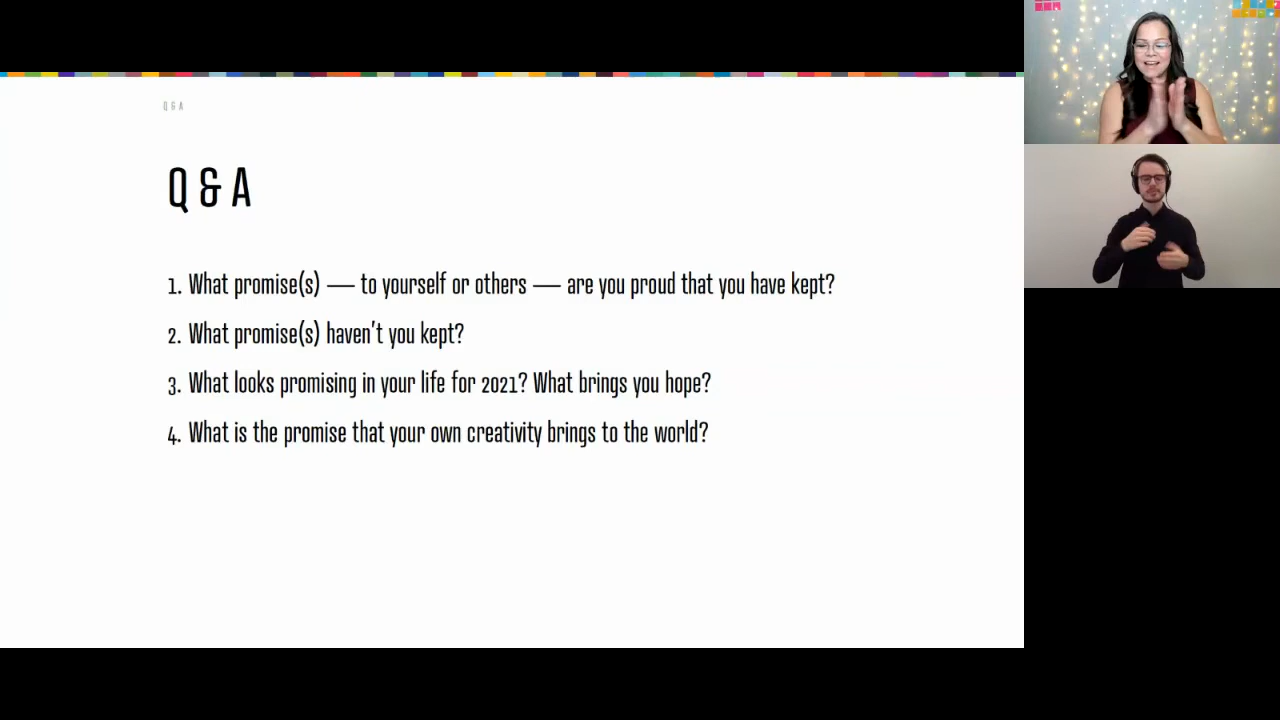 Q & A
Q & A
1. What promise(s) — to yourself or others — are you proud that you have kept?
2. What promise(s) haven't you kept?
3. What looks promising in your life for 2021? What brings you hope?
4. What is the promise that your own creativity brings to the world?